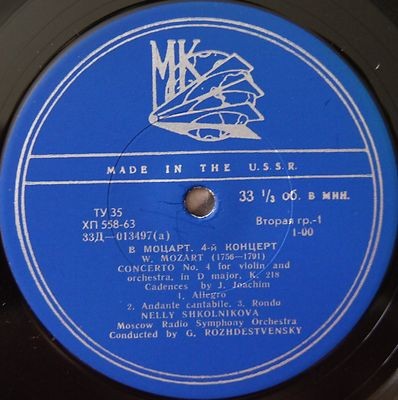 МК
MADE IN THE U.S.S.R.
ТУ 35
ХП 558-63
33Д—013497(а)
33 1/3 об. в мин.
Вторая гр.-1
1-00
В МОЦАРТ. 4-й КОНЦЕРТ
W. MOZART (1756—1791)
CONCERTO No. 4 for violin and
orchestra, in D major, K. 218
Cadences by J. Joachim
1. Allegro
2. Andante cantabile. 3. Rondo
NELLY SHKOLNIKOVA
Moscow Radio Symphony Orchestra
Conducted by G. ROZHDESTVENSKY